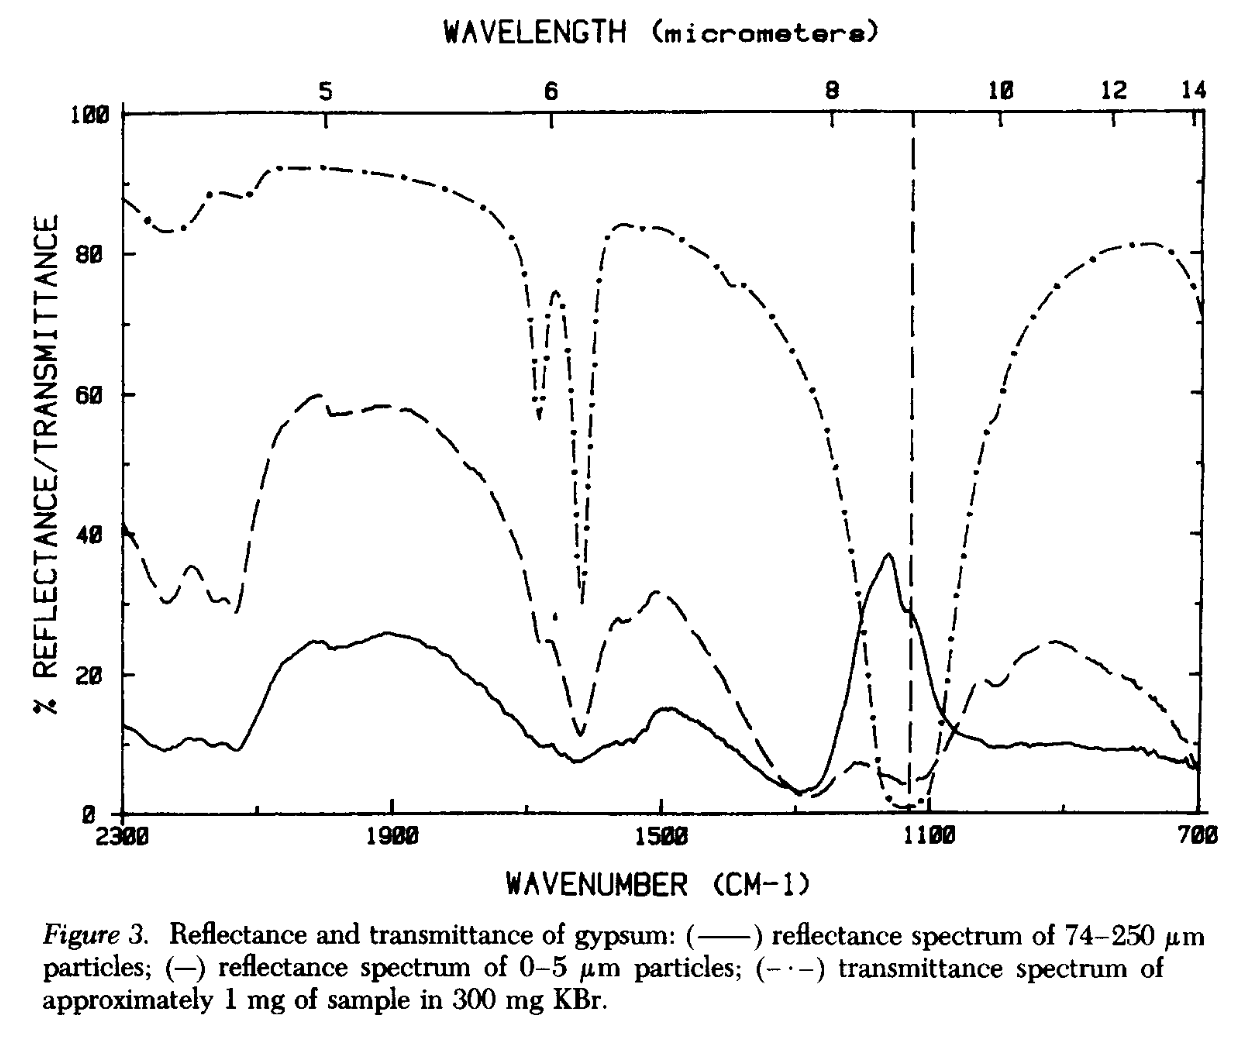 WAVELENGTH (micrometers)
5 6 8 10 12 14
100
80
60
40
20
0
% REFLECTANCE/TRANSMITTANCE
2300 1900 1500 1100 700
WAVENUMBER (CM-1)
Figure 3. Reflectance and transmittance of gypsum: (——) reflectance spectrum of 74–250 μm
particles; (—) reflectance spectrum of 0–5 μm particles; (–·–) transmittance spectrum of
approximately 1 mg of sample in 300 mg KBr.